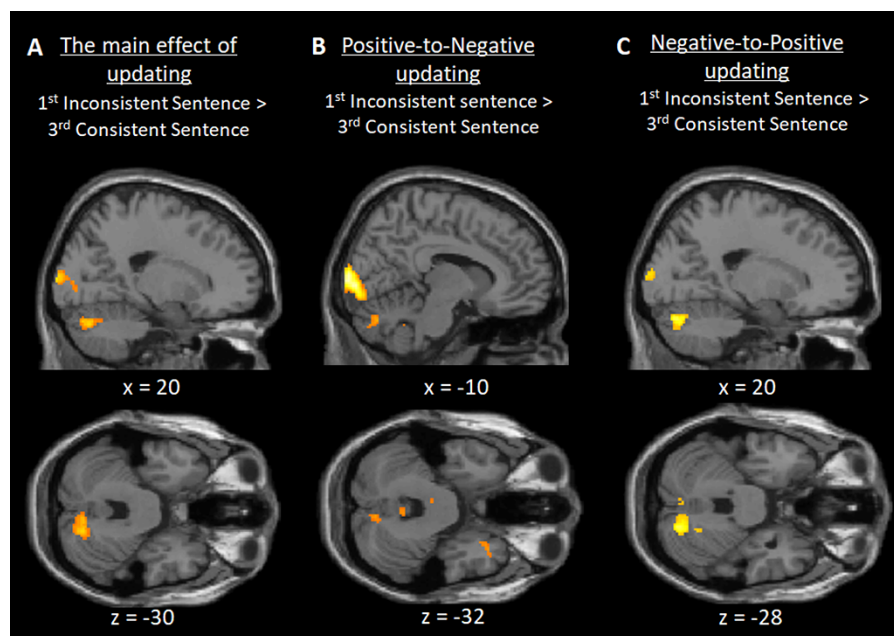 A The main effect of
updating
1st Inconsistent Sentence >
3rd Consistent Sentence
B Positive-to-Negative
updating
1st Inconsistent sentence >
3rd Consistent Sentence
C Negative-to-Positive
updating
1st Inconsistent Sentence >
3rd Consistent Sentence
x = 20
x = -10
x = 20
z = -30
z = -32
z = -28